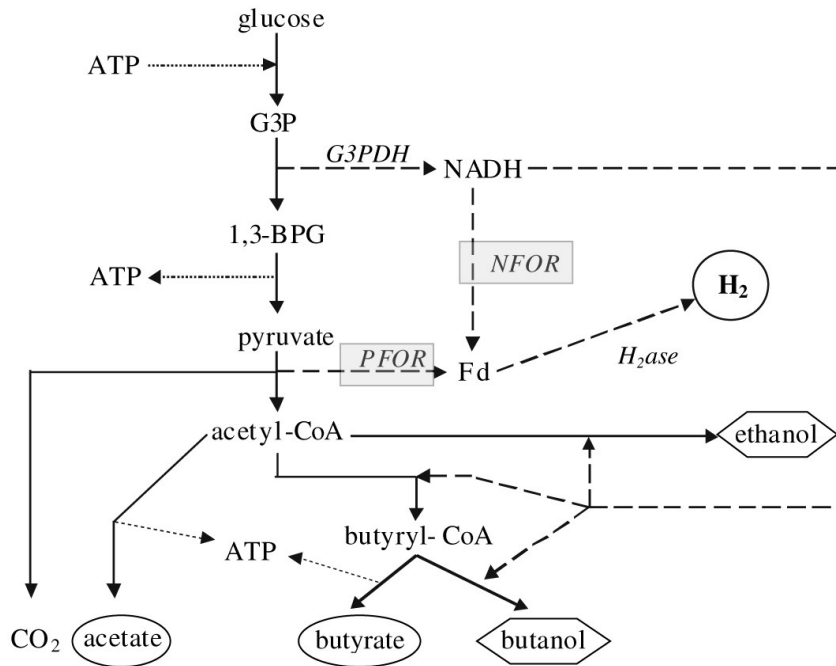 glucose
ATP
G3P
G3PDH
NADH
1,3-BPG
NFOR
ATP
H₂
pyruvate
PFOR
Fd
H₂ase
acetyl-CoA
ethanol
butyryl- CoA
ATP
CO₂
acetate
butyrate
butanol